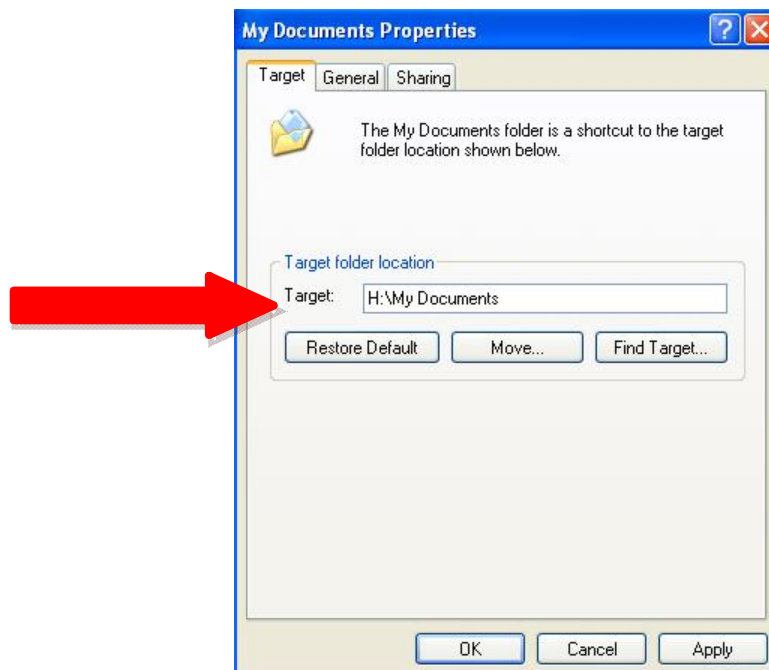 My Documents Properties
Target General Sharing
The My Documents folder is a shortcut to the target
folder location shown below.
Target folder location
Target: H:\My Documents
Restore Default Move... Find Target...
OK Cancel Apply